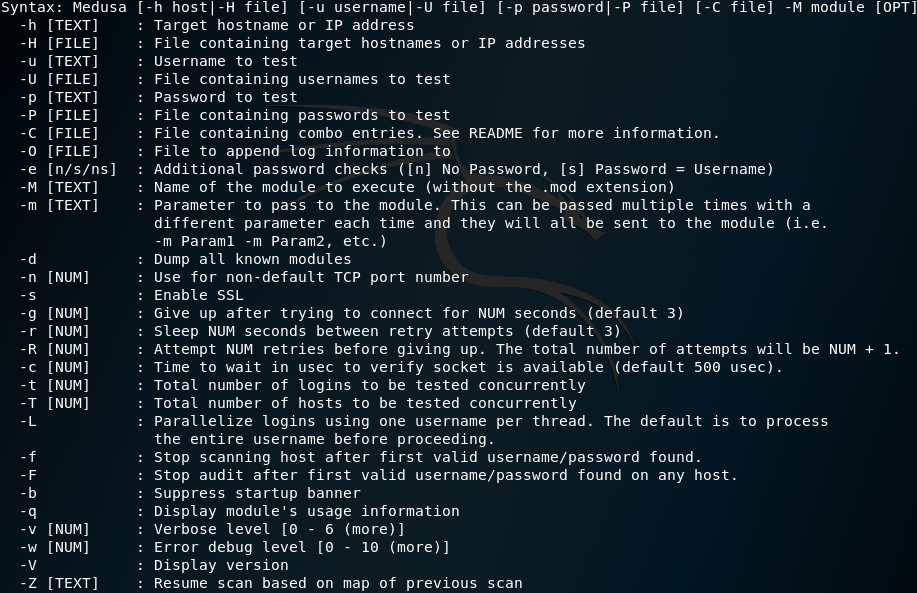 Syntax: Medusa [-h host|-H file] [-u username|-U file] [-p password|-P file] [-C file] -M module [OPT]
  -h [TEXT]    : Target hostname or IP address
  -H [FILE]    : File containing target hostnames or IP addresses
  -u [TEXT]    : Username to test
  -U [FILE]    : File containing usernames to test
  -p [TEXT]    : Password to test
  -P [FILE]    : File containing passwords to test
  -C [FILE]    : File containing combo entries. See README for more information.
  -O [FILE]    : File to append log information to
  -e [n/s/ns]  : Additional password checks ([n] No Password, [s] Password = Username)
  -M [TEXT]    : Name of the module to execute (without the .mod extension)
  -m [TEXT]    : Parameter to pass to the module. This can be passed multiple times with a
                 different parameter each time and they will all be sent to the module (i.e.
                 -m Param1 -m Param2, etc.)
  -d           : Dump all known modules
  -n [NUM]     : Use for non-default TCP port number
  -s           : Enable SSL
  -g [NUM]     : Give up after trying to connect for NUM seconds (default 3)
  -r [NUM]     : Sleep NUM seconds between retry attempts (default 3)
  -R [NUM]     : Attempt NUM retries before giving up. The total number of attempts will be NUM + 1.
  -c [NUM]     : Time to wait in usec to verify socket is available (default 500 usec).
  -t [NUM]     : Total number of logins to be tested concurrently
  -T [NUM]     : Total number of hosts to be tested concurrently
  -L           : Parallelize logins using one username per thread. The default is to process
                 the entire username before proceeding.
  -f           : Stop scanning host after first valid username/password found.
  -F           : Stop audit after first valid username/password found on any host.
  -b           : Suppress startup banner
  -q           : Display module's usage information
  -v [NUM]     : Verbose level [0 - 6 (more)]
  -w [NUM]     : Error debug level [0 - 10 (more)]
  -V           : Display version
  -Z [TEXT]    : Resume scan based on map of previous scan